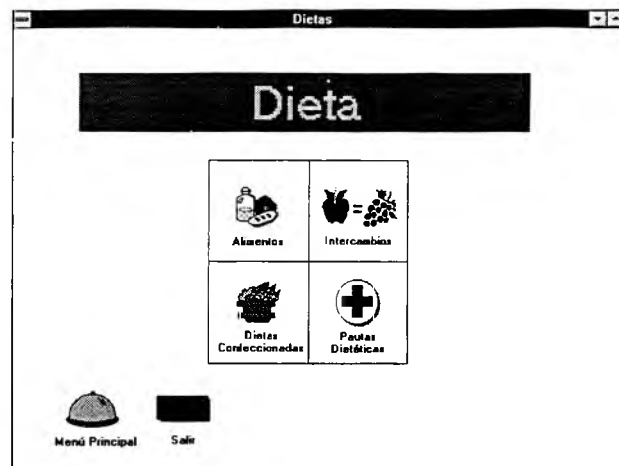 Dietas
Dieta
Alimentos
Intercambios
=
Dietas
Confeccionadas
Pautas
Dietéticas
Menú Principal
Salir